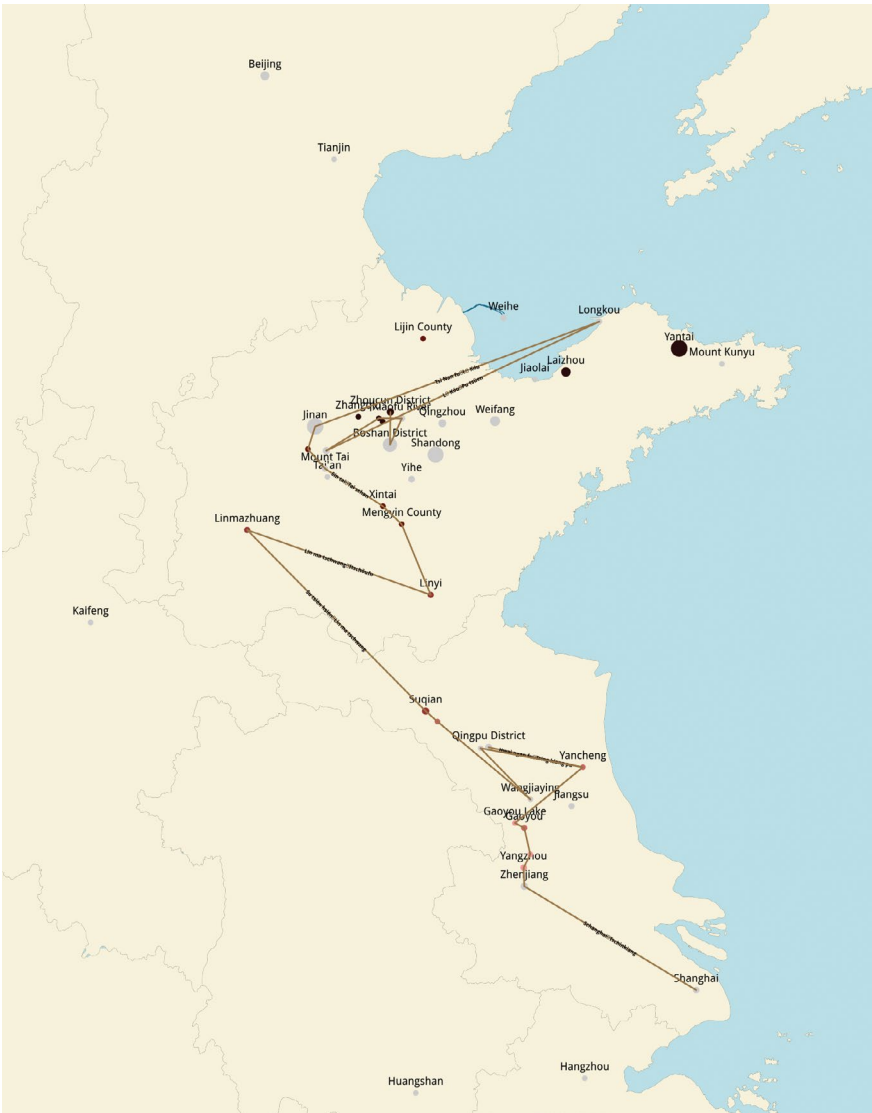 Beijing
Tianjin
Weihe
Longkou
Lijin County
Yantai
Mount Kunyu
Laizhou
Jiaolai
Zhoucun District
Jinan
Qingzhou
Weifang
Boshan District
Shandong
Mount Tai
Tai'an
Yihe
Xintai
Mengyin County
Linmazhuang
Linyi
Kaifeng
Suqian
Qingpu District
Yancheng
Wangjiaying
Jiangsu
Gaoyou Lake
Gaoyou
Yangzhou
Zhenjiang
Shanghai
Hangzhou
Huangshan